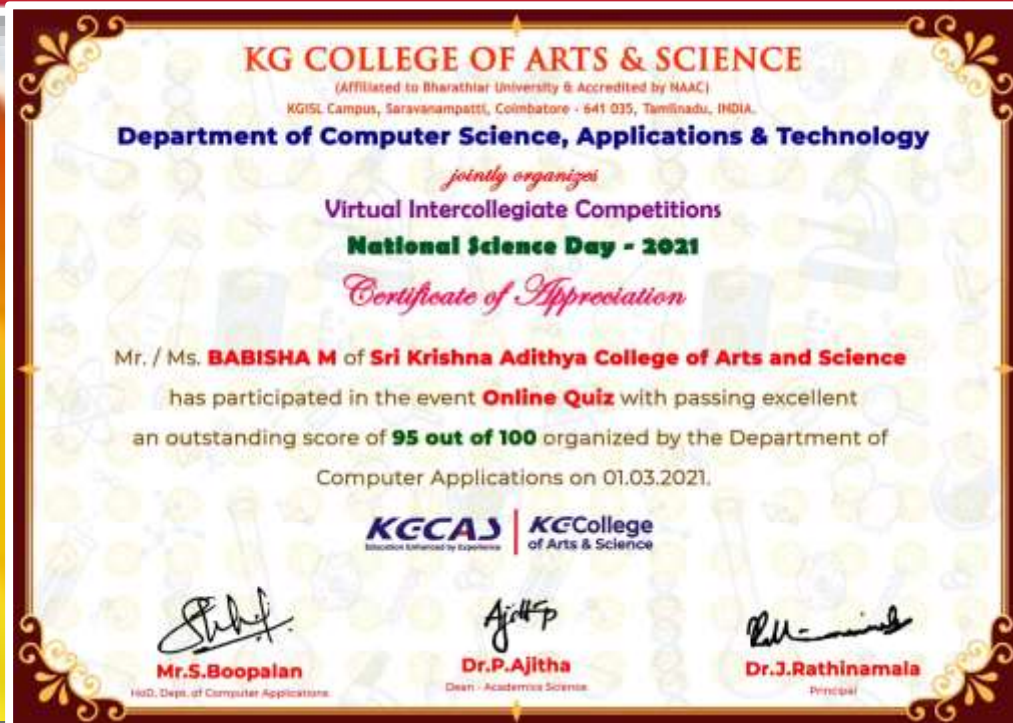 KG COLLEGE OF ARTS & SCIENCE
(Affiliated to Bharathiar University & Accredited by NAAC)
KGISL Campus, Saravanampatti, Coimbatore - 641 035, Tamilnadu, INDIA.
Department of Computer Science, Applications & Technology
jointly organizes
Virtual Intercollegiate Competitions
National Science Day - 2021
Certificate of Appreciation
Mr. / Ms. BABISHA M of Sri Krishna Adithya College of Arts and Science
has participated in the event Online Quiz with passing excellent
an outstanding score of 95 out of 100 organized by the Department of
Computer Applications on 01.03.2021.
KGCAS
Education Enhanced by Experience
KGCollege
of Arts & Science
Ajitha P
Mr.S.Boopalan
HoD, Dept. of Computer Applications
Dr.P.Ajitha
Dean - Academics Science
Dr.J.Rathinamala
Principal